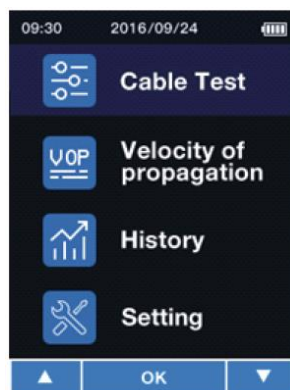 09:30 2016/09/24
Cable Test
VOP
Velocity of
propagation
History
Setting
OK